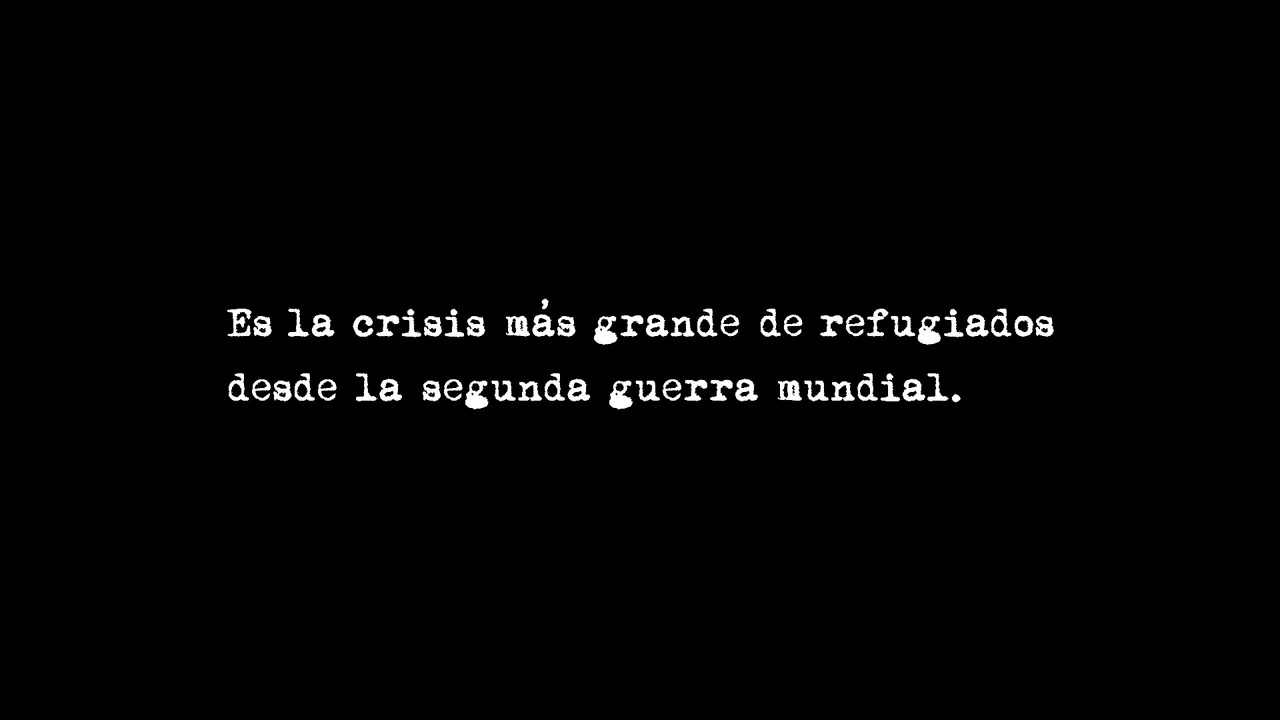 Es la crisis más grande de refugiados
desde la segunda guerra mundial.